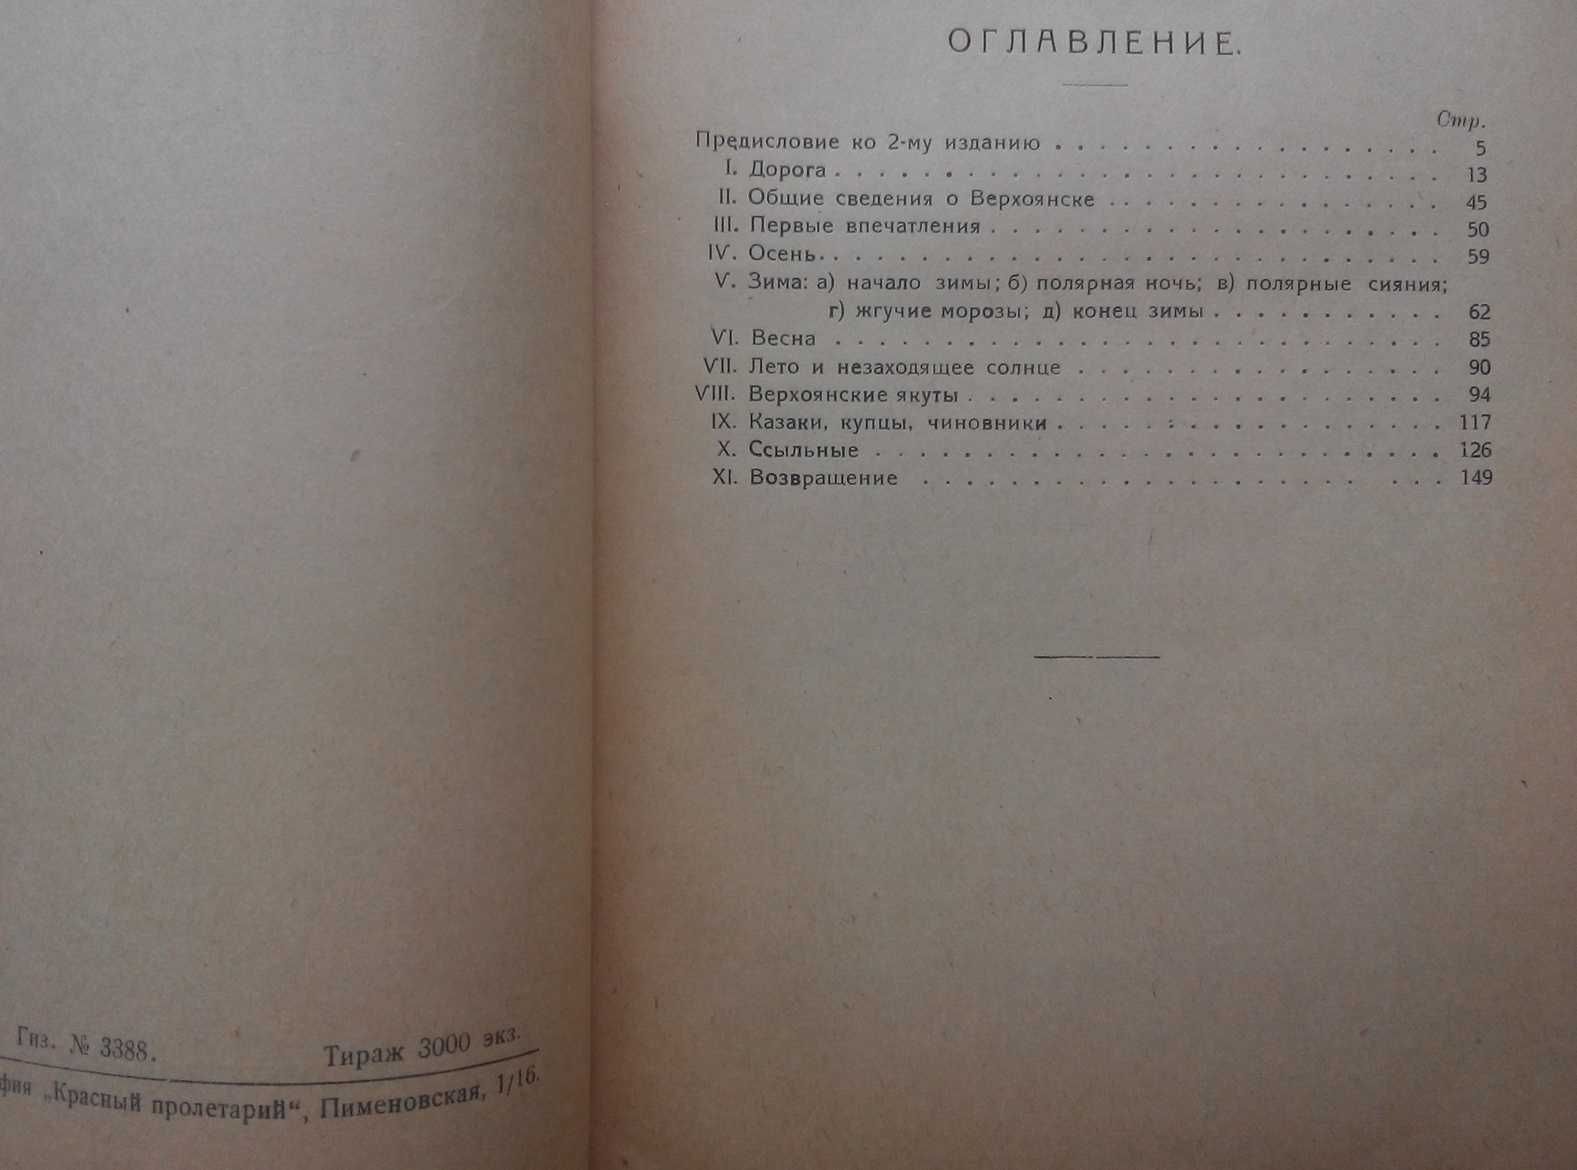 Гиз. № 3388. Тираж 3000 экз.
„Красный пролетарий“, Пименовская, 1/16.
ОГЛАВЛЕНИЕ.
Стр.
Предисловие ко 2-му изданию . . . . . . . . . . . . . . . . . . 5
I. Дорога . . . . . . . . . . . . . . . . . . . . . . . . . . . . 13
II. Общие сведения о Верхоянске . . . . . . . . . . . . . . . 45
III. Первые впечатления . . . . . . . . . . . . . . . . . . . . . 50
IV. Осень. . . . . . . . . . . . . . . . . . . . . . . . . . . . . 59
V. Зима: а) начало зимы; б) полярная ночь; в) полярные сияния;
г) жгучие морозы; д) конец зимы . . . . . . . . . . . 62
VI. Весна . . . . . . . . . . . . . . . . . . . . . . . . . . . . 85
VII. Лето и незаходящее солнце . . . . . . . . . . . . . . . . . 90
VIII. Верхоянские якуты . . . . . . . . . . . . . . . . . . . . . . 94
IX. Казаки, купцы, чиновники . . . . . . . . . . . . . . . . . . 117
X. Ссыльные . . . . . . . . . . . . . . . . . . . . . . . . . . 126
XI. Возвращение . . . . . . . . . . . . . . . . . . . . . . . 149